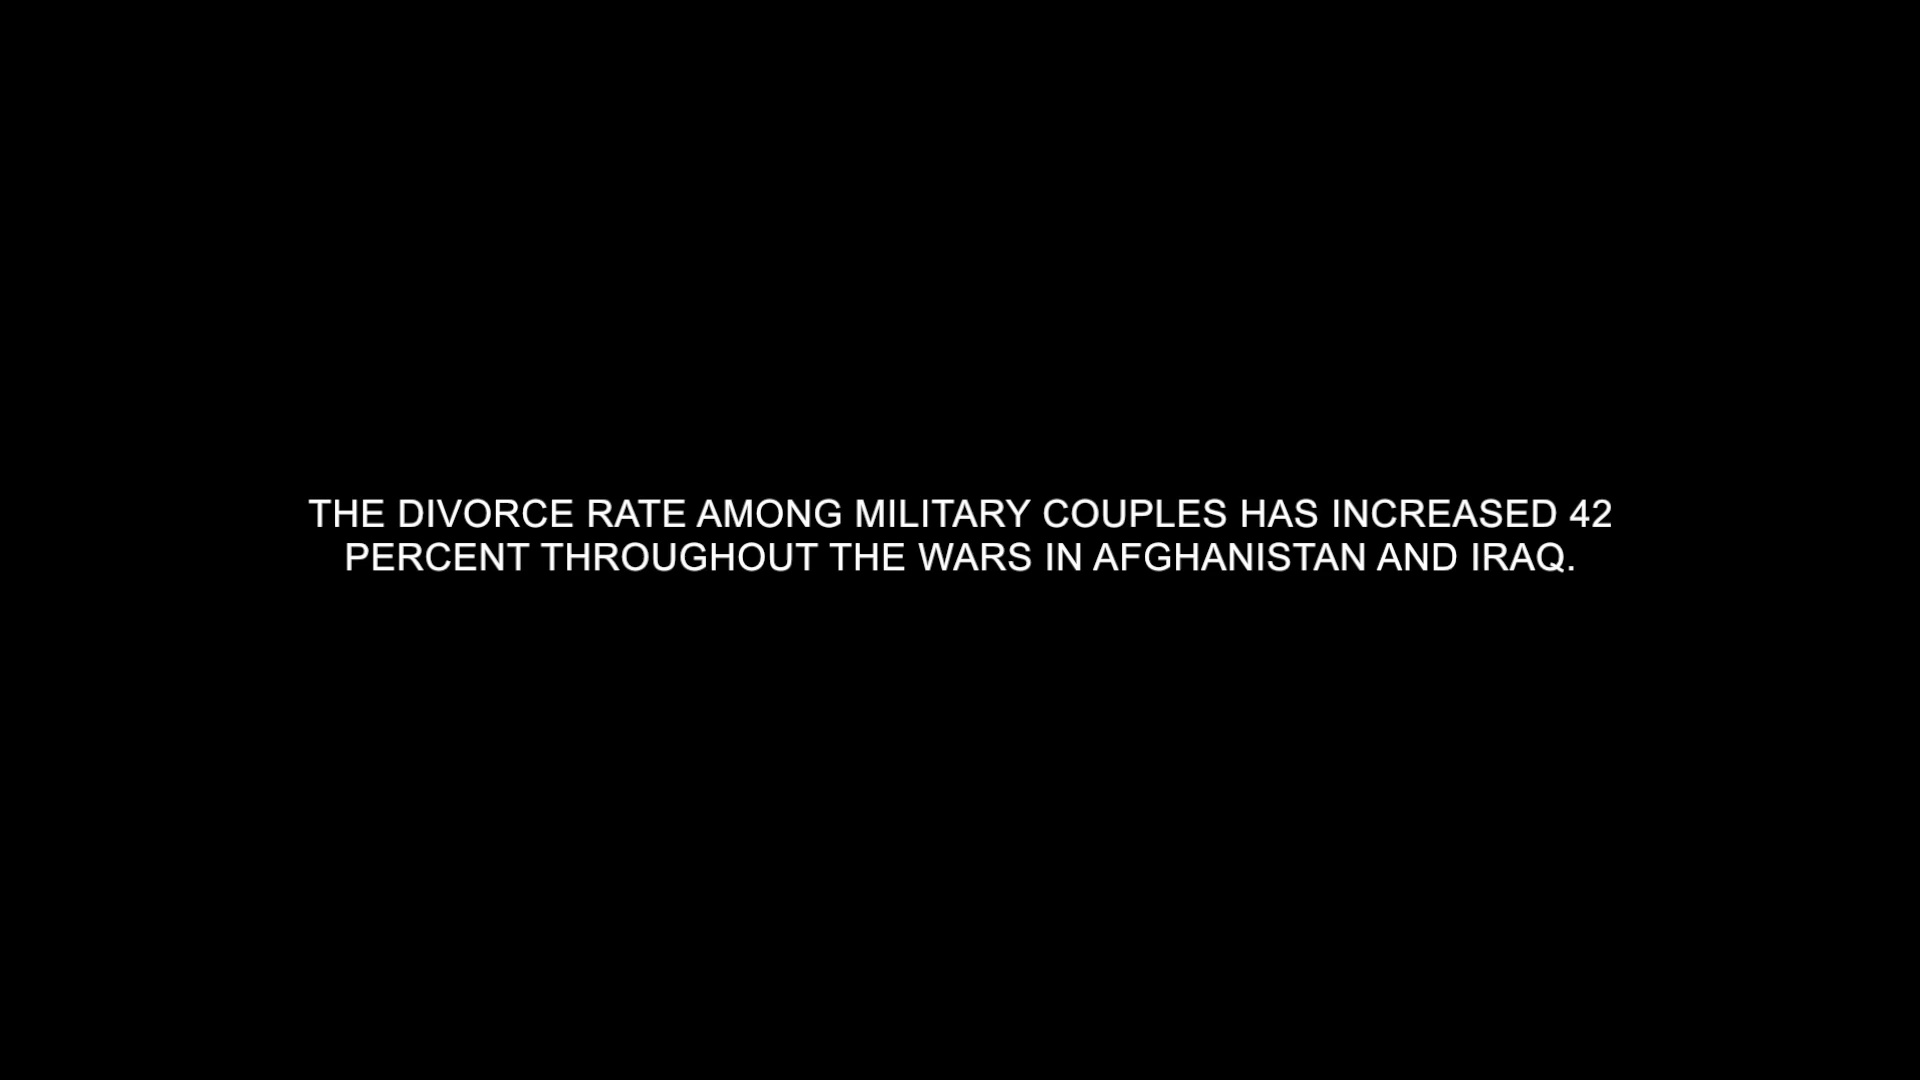 THE DIVORCE RATE AMONG MILITARY COUPLES HAS INCREASED 42
PERCENT THROUGHOUT THE WARS IN AFGHANISTAN AND IRAQ.